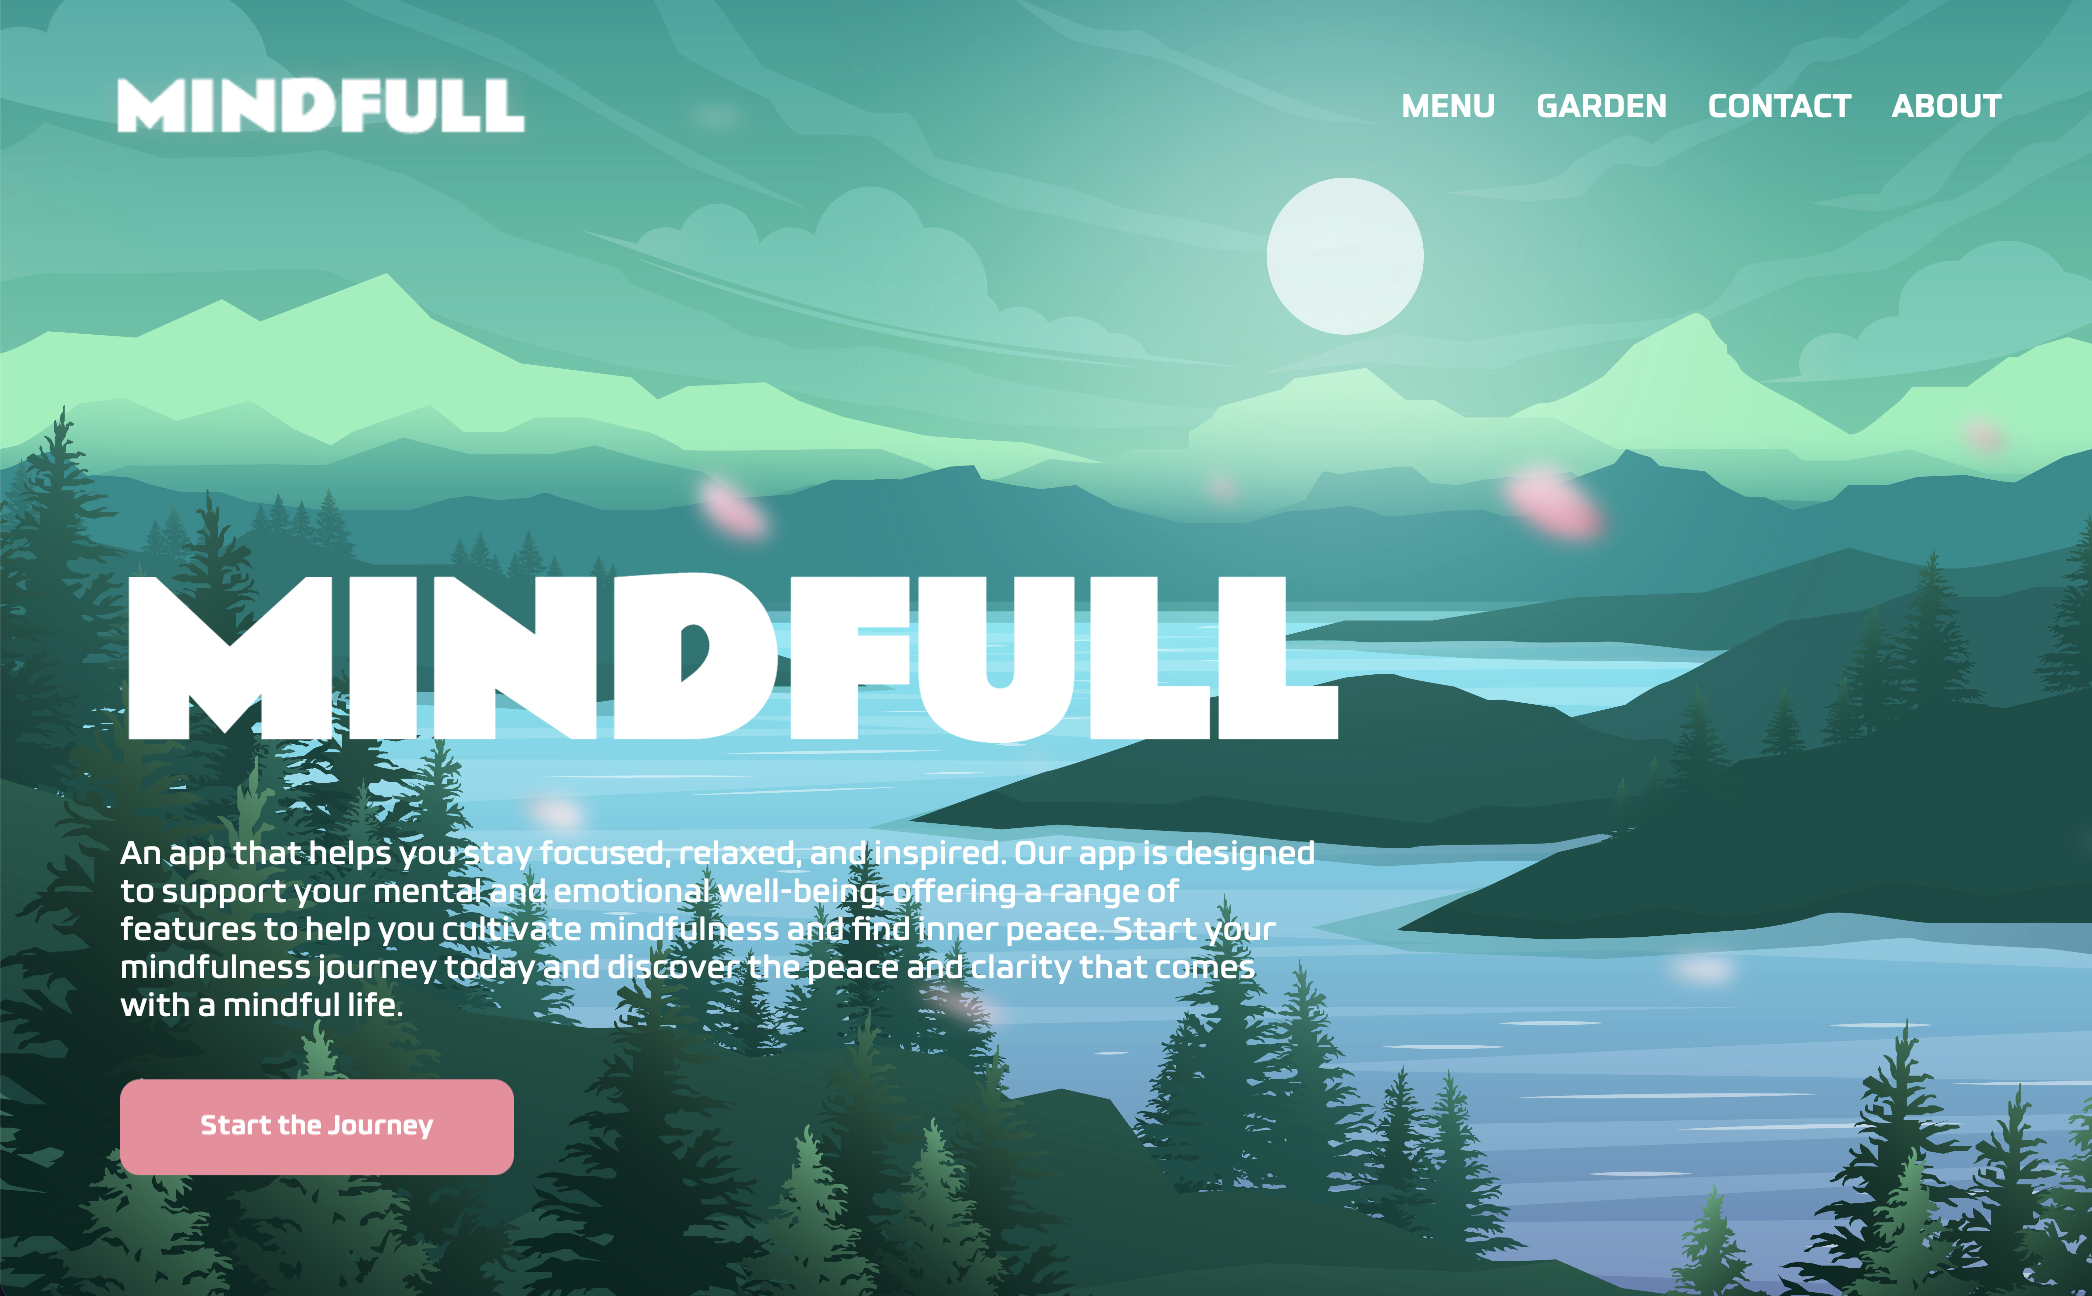 MINDFULL
MENU GARDEN CONTACT ABOUT
MINDFULL
An app that helps you stay focused, relaxed, and inspired. Our app is designed
to support your mental and emotional well-being, offering a range of
features to help you cultivate mindfulness and find inner peace. Start your
mindfulness journey today and discover the peace and clarity that comes
with a mindful life.
Start the Journey